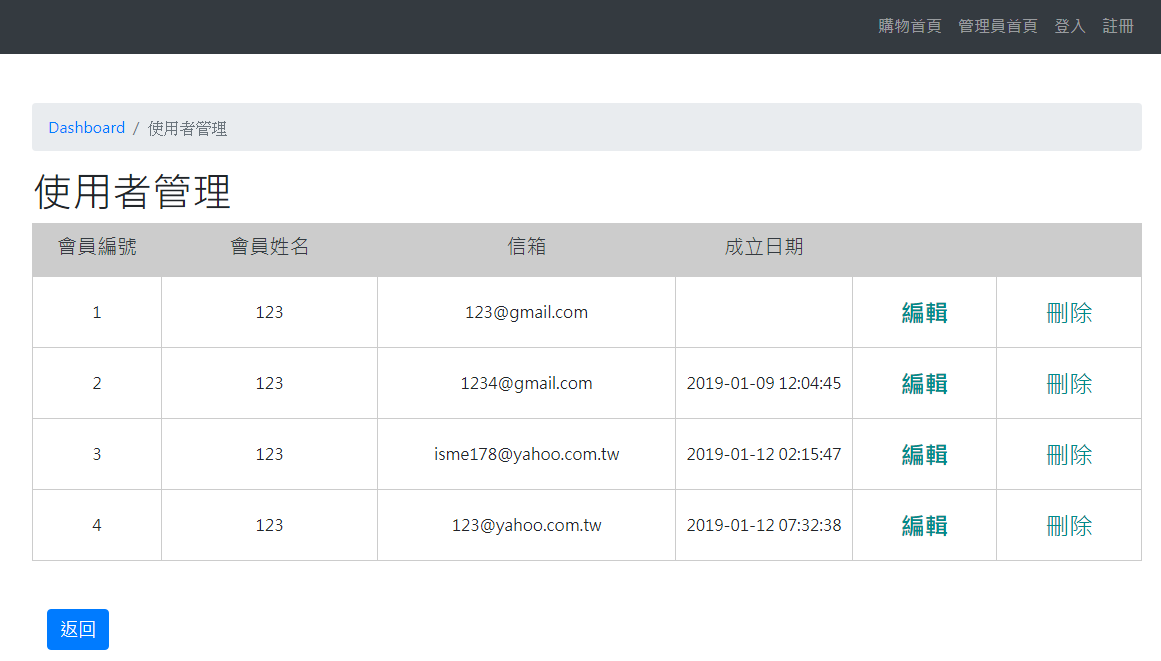 購物首頁 管理員首頁 登入 註冊
Dashboard / 使用者管理
使用者管理
會員編號 會員姓名 信箱 成立日期
1 123 123@gmail.com 編輯 刪除
2 123 1234@gmail.com 2019-01-09 12:04:45 編輯 刪除
3 123 isme178@yahoo.com.tw 2019-01-12 02:15:47 編輯 刪除
4 123 123@yahoo.com.tw 2019-01-12 07:32:38 編輯 刪除
返回